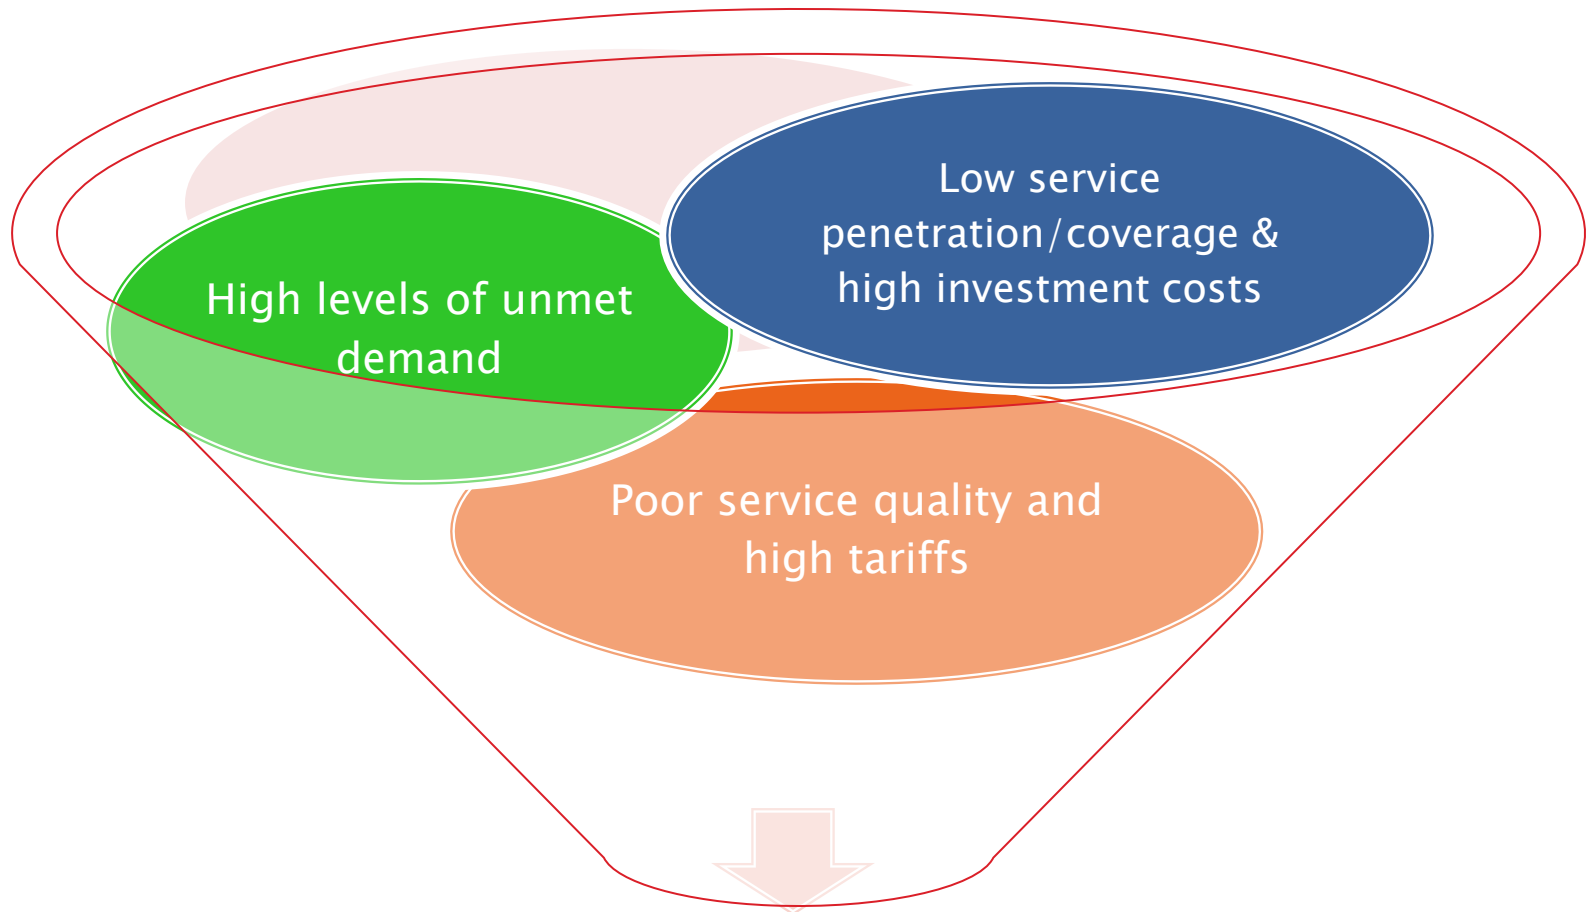 Low service
penetration/coverage &
high investment costs
High levels of unmet
demand
Poor service quality and
high tariffs